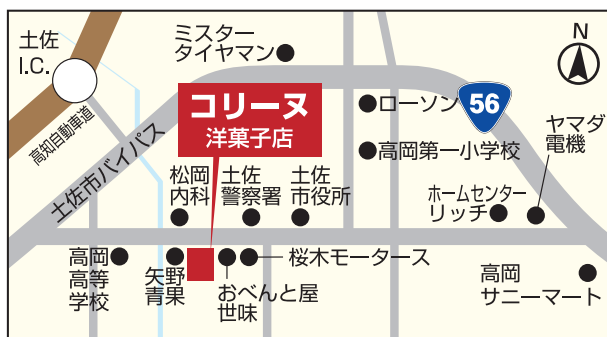 土佐
I.C.
高知自動車道
土佐市バイパス
ミスター
タイヤマン
N
コリーヌ
洋菓子店
ローソン
56
ヤマダ
電機
高岡第一小学校
松岡
内科
土佐
警察署
土佐
市役所
ホームセンター
リッチ
高岡
高等
学校
矢野
青果
おべんと屋
世味
桜木モータース
高岡
サニーマート